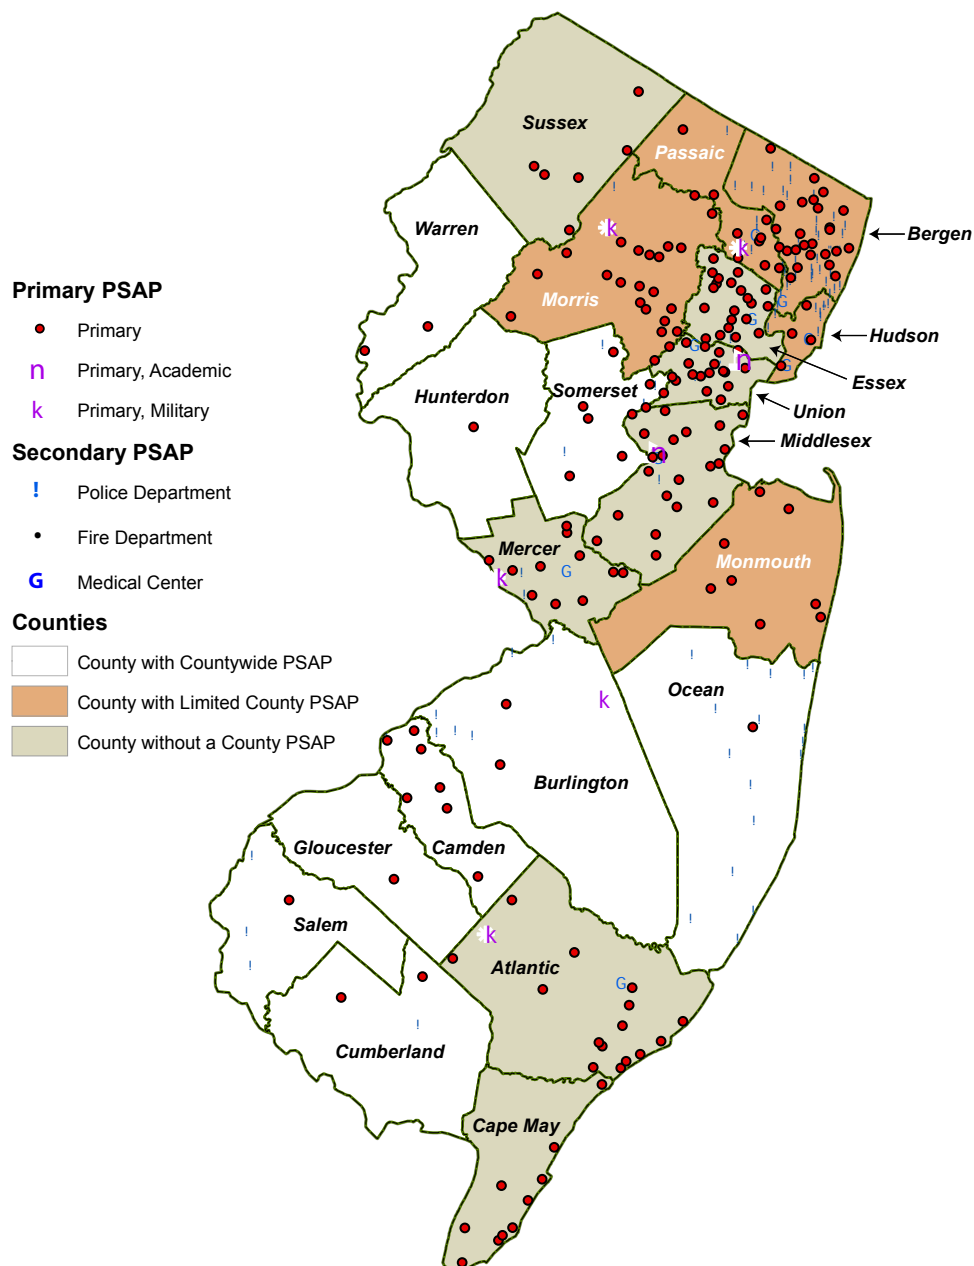 Sussex
Passaic
Warren
Bergen
Primary PSAP
Primary
n Primary, Academic
k Primary, Military
Morris
Hudson
Essex
Hunterdon
Somerset
Union
Middlesex
Secondary PSAP
! Police Department
Fire Department
G Medical Center
Mercer
Monmouth
Counties
County with Countywide PSAP
County with Limited County PSAP
County without a County PSAP
Ocean
Burlington
Gloucester
Camden
Salem
Atlantic
Cumberland
Cape May